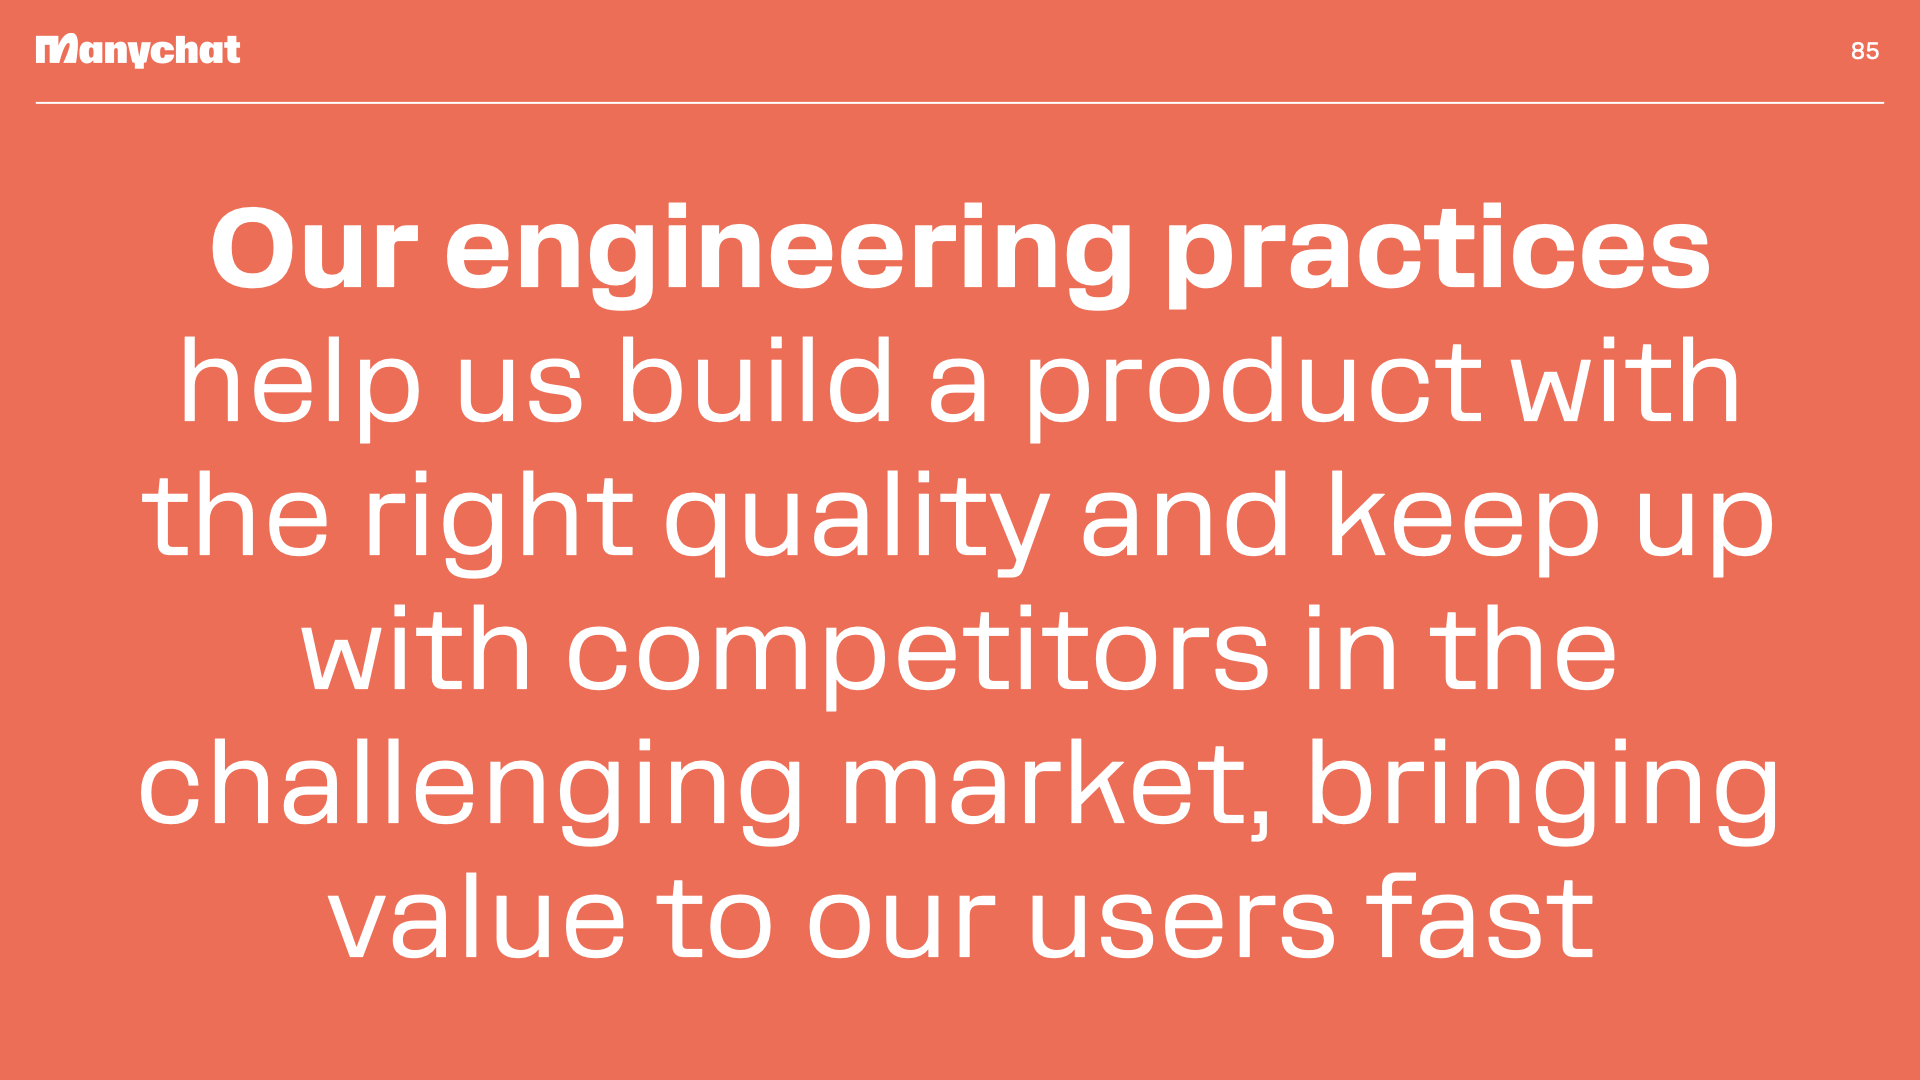 Manychat
85
Our engineering practices
help us build a product with
the right quality and keep up
with competitors in the
challenging market, bringing
value to our users fast